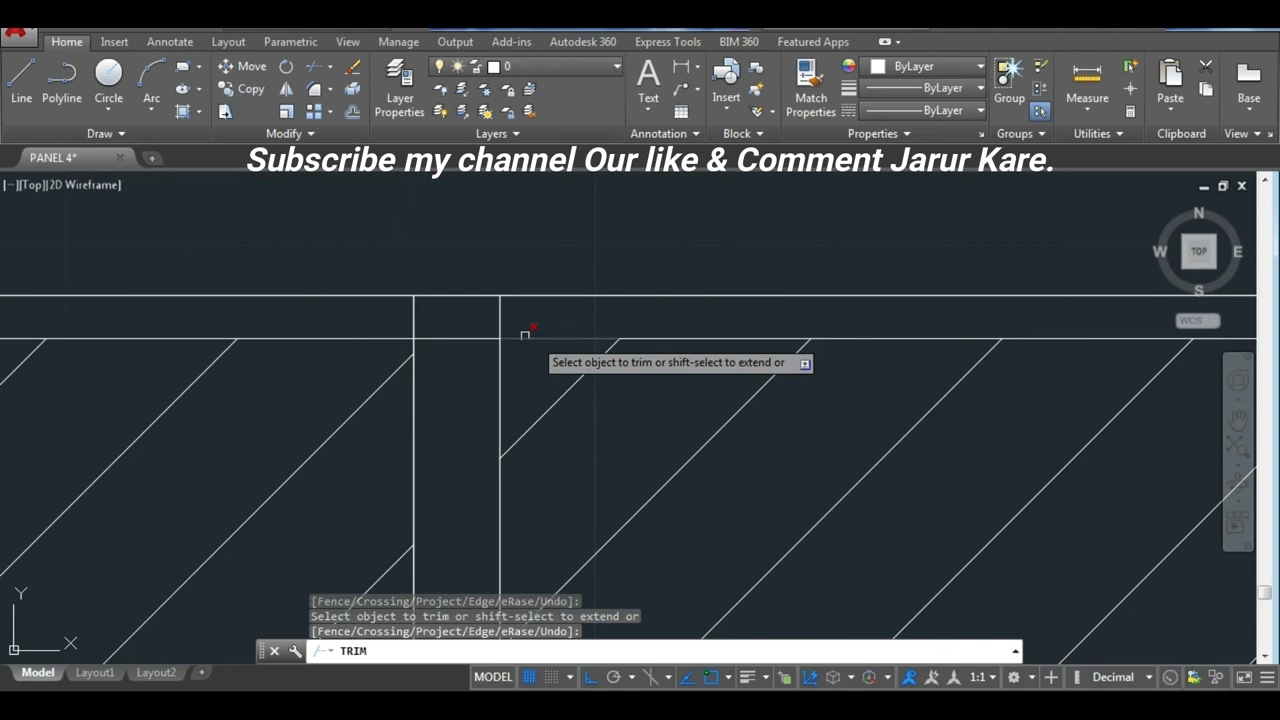 Home Insert Annotate Layout Parametric View Manage Output Add-ins Autodesk 360 Express Tools BIM 360 Featured Apps
Line Polyline Circle Arc
Move
Copy
Layer Properties
0
Text
Insert
Match Properties
ByLayer
ByLayer
ByLayer
Group
Measure
Paste
Base
Draw Modify Layers Annotation Block Properties Groups Utilities Clipboard View
PANEL 4*
Subscribe my channel Our like & Comment Jarur Kare.
[−][Top][2D Wireframe]
N
W TOP E
S
WCS
Select object to trim or shift-select to extend or
Y
X
[Fence/Crossing/Project/Edge/eRase/Undo]:
Select object to trim or shift-select to extend or
[Fence/Crossing/Project/Edge/eRase/Undo]:
TRIM
Model Layout1 Layout2 +
MODEL 1:1 Decimal